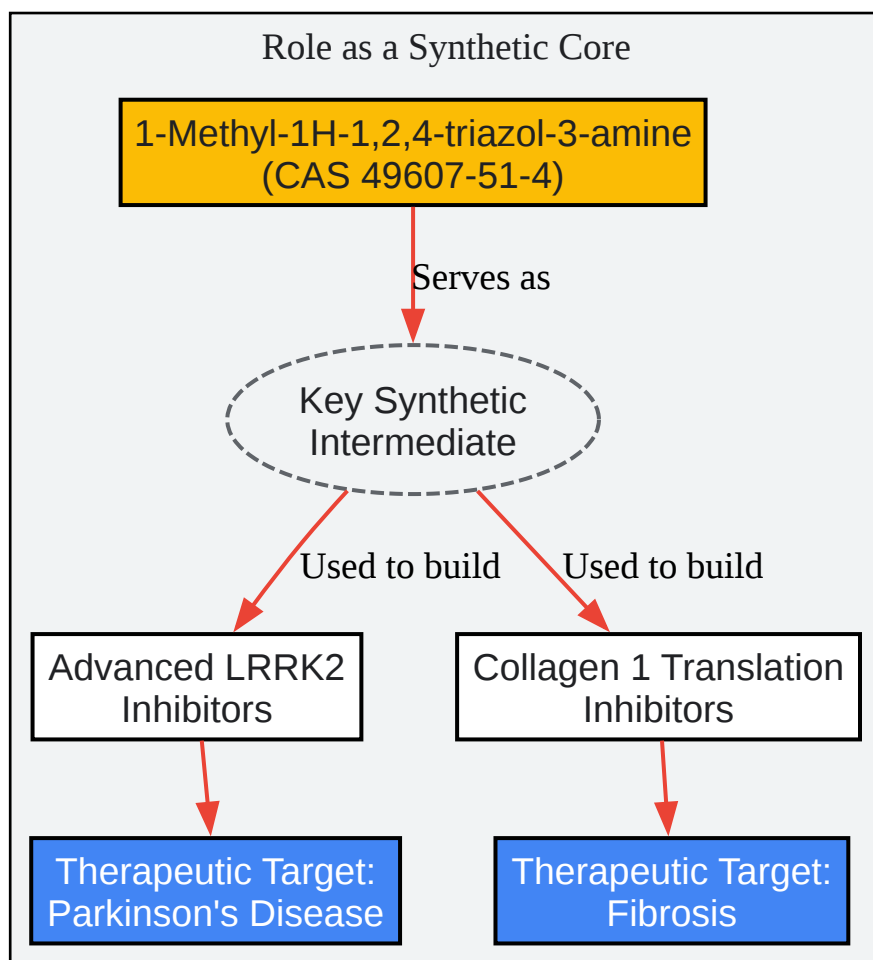 Role as a Synthetic Core
1-Methyl-1H-1,2,4-triazol-3-amine
(CAS 49607-51-4)
Serves as
Key Synthetic
Intermediate
Used to build
Used to build
Advanced LRRK2
Inhibitors
Collagen 1 Translation
Inhibitors
Therapeutic Target:
Parkinson's Disease
Therapeutic Target:
Fibrosis